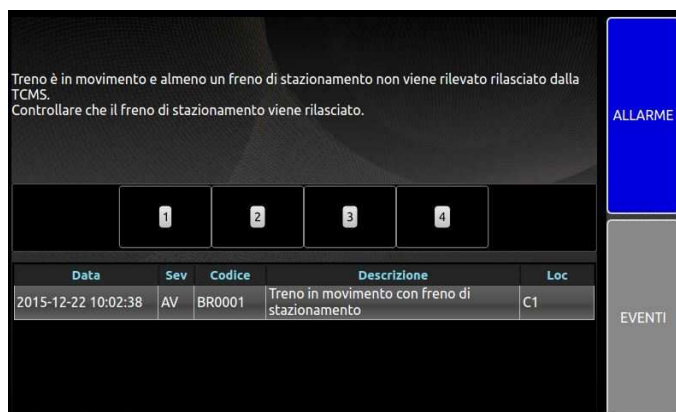 Treno è in movimento e almeno un freno di stazionamento non viene rilevato rilasciato dalla
TCMS.
Controllare che il freno di stazionamento viene rilasciato.
ALLARME
1 2 3 4
Data Sev Codice Descrizione Loc
2015-12-22 10:02:38 AV BR0001 Treno in movimento con freno di
stazionamento C1
EVENTI